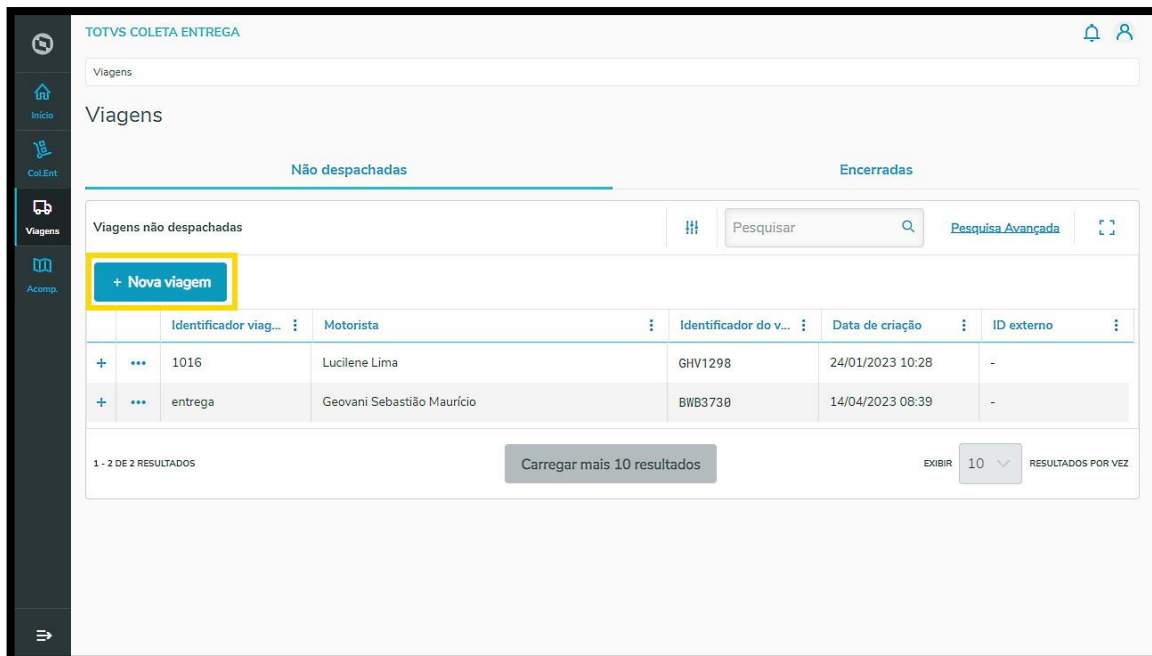 TOTVS COLETA ENTREGA
Viagens
Viagens
Início
Col.Ent
Viagens
Acomp.
Não despachadas Encerradas
Viagens não despachadas Pesquisar Pesquisa Avançada
+ Nova viagem
Identificador viag... Motorista Identificador do v... Data de criação ID externo
+ ... 1016 Lucilene Lima GHV1298 24/01/2023 10:28 -
+ ... entrega Geovani Sebastião Maurício BWB3730 14/04/2023 08:39 -
1 - 2 DE 2 RESULTADOS Carregar mais 10 resultados EXIBIR 10 RESULTADOS POR VEZ